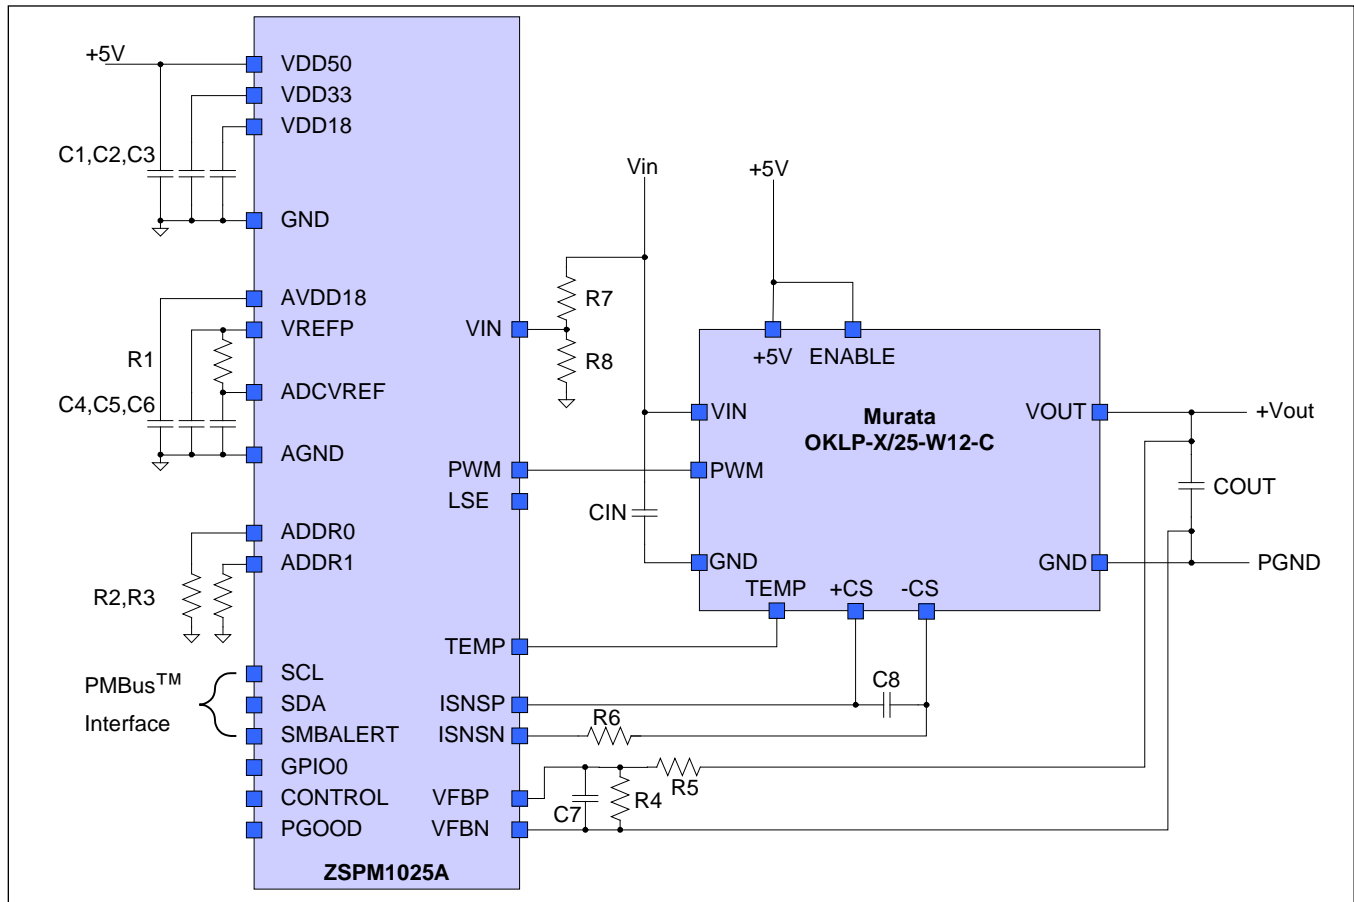 +5V
VDD50
VDD33
VDD18
C1,C2,C3
GND
AVDD18
VREFP
R1
ADCVREF
C4,C5,C6
AGND
ADDR0
ADDR1
R2,R3
SCL
PMBus™
SDA
Interface
SMBALERT
GPIO0
CONTROL
PGOOD
VIN
PWM
LSE
TEMP
ISNSP
ISNSN
VFBP
VFBN
ZSPM1025A
Vin
+5V
R7
R8
CIN
+5V
ENABLE
VIN
Murata
OKLP-X/25-W12-C
VOUT
PWM
GND
GND
TEMP
+CS
-CS
+Vout
COUT
PGND
C8
R6
R5
C7
R4